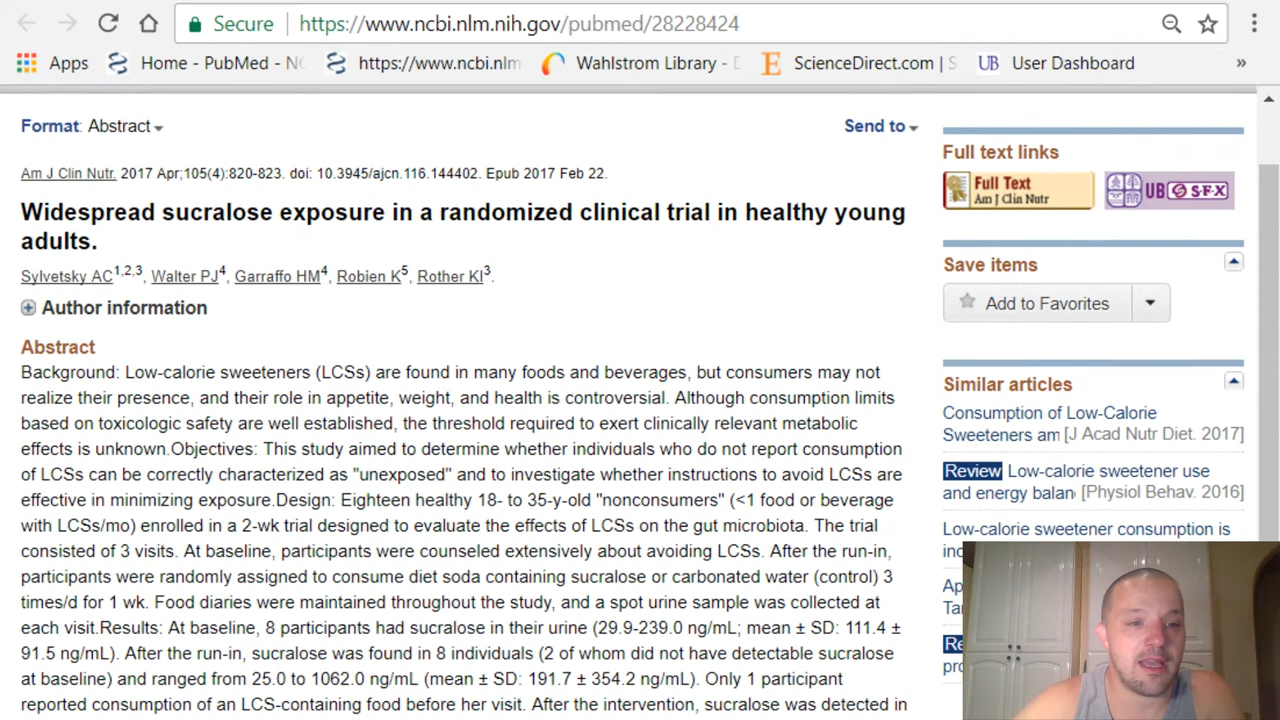 Secure
https://www.ncbi.nlm.nih.gov/pubmed/28228424
Apps
Home - PubMed - NC
https://www.ncbi.nlm
Wahlstrom Library -
E
ScienceDirect.com | S
UB
User Dashboard
»
Format: Abstract
Send to
Am J Clin Nutr. 2017 Apr;105(4):820-823. doi: 10.3945/ajcn.116.144402. Epub 2017 Feb 22.
Widespread sucralose exposure in a randomized clinical trial in healthy young
adults.
Sylvetsky AC1,2,3, Walter PJ4, Garraffo HM4, Robien K5, Rother KI3.
Author information
Abstract
Background: Low-calorie sweeteners (LCSs) are found in many foods and beverages, but consumers may not
realize their presence, and their role in appetite, weight, and health is controversial. Although consumption limits
based on toxicologic safety are well established, the threshold required to exert clinically relevant metabolic
effects is unknown.Objectives: This study aimed to determine whether individuals who do not report consumption
of LCSs can be correctly characterized as "unexposed" and to investigate whether instructions to avoid LCSs are
effective in minimizing exposure.Design: Eighteen healthy 18- to 35-y-old "nonconsumers" (<1 food or beverage
with LCSs/mo) enrolled in a 2-wk trial designed to evaluate the effects of LCSs on the gut microbiota. The trial
consisted of 3 visits. At baseline, participants were counseled extensively about avoiding LCSs. After the run-in,
participants were randomly assigned to consume diet soda containing sucralose or carbonated water (control) 3
times/d for 1 wk. Food diaries were maintained throughout the study, and a spot urine sample was collected at
each visit.Results: At baseline, 8 participants had sucralose in their urine (29.9-239.0 ng/mL; mean ± SD: 111.4 ±
91.5 ng/mL). After the run-in, sucralose was found in 8 individuals (2 of whom did not have detectable sucralose
at baseline) and ranged from 25.0 to 1062.0 ng/mL (mean ± SD: 191.7 ± 354.2 ng/mL). Only 1 participant
reported consumption of an LCS-containing food before her visit. After the intervention, sucralose was detected in
Full text links
Full Text
Am J Clin Nutr
UB S·F·X
Save items
Add to Favorites
Similar articles
Consumption of Low-Calorie
Sweeteners am [J Acad Nutr Diet. 2017]
Review Low-calorie sweetener use
and energy balan [Physiol Behav. 2016]
Low-calorie sweetener consumption is
inc
Ap
Tar
Re
pro